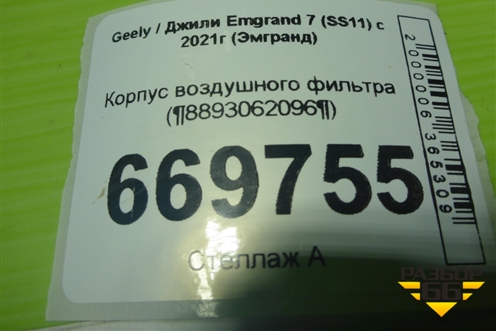 Geely / Джили Emgrand 7 (SS11) с
2021г (Эмгранд)
Корпус воздушного фильтра
(¶8893062096¶)
669755
Стеллаж А
2000006365309
РАЗБОР
66